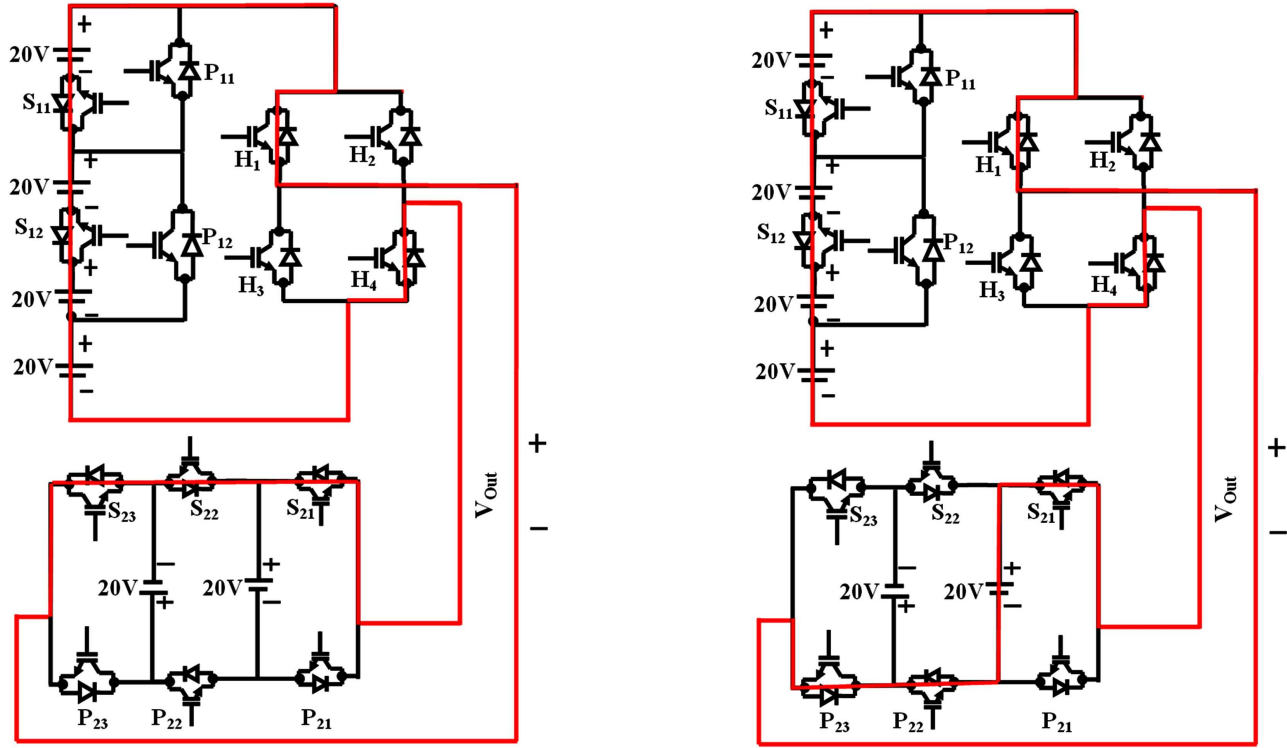 +
20V
−
P₁₁
S₁₁
H₁
H₂
+
20V
−
S₁₂
P₁₂
+
20V
−
H₃
H₄
+
20V
−
+
V_Out
−
S₂₃
S₂₂
S₂₁
−
20V
+
+
20V
−
P₂₃
P₂₂
P₂₁
+
20V
−
P₁₁
S₁₁
H₁
H₂
+
20V
−
S₁₂
P₁₂
+
20V
−
H₃
H₄
+
20V
−
+
V_Out
−
S₂₃
S₂₂
S₂₁
−
20V
+
+
20V
−
P₂₃
P₂₂
P₂₁